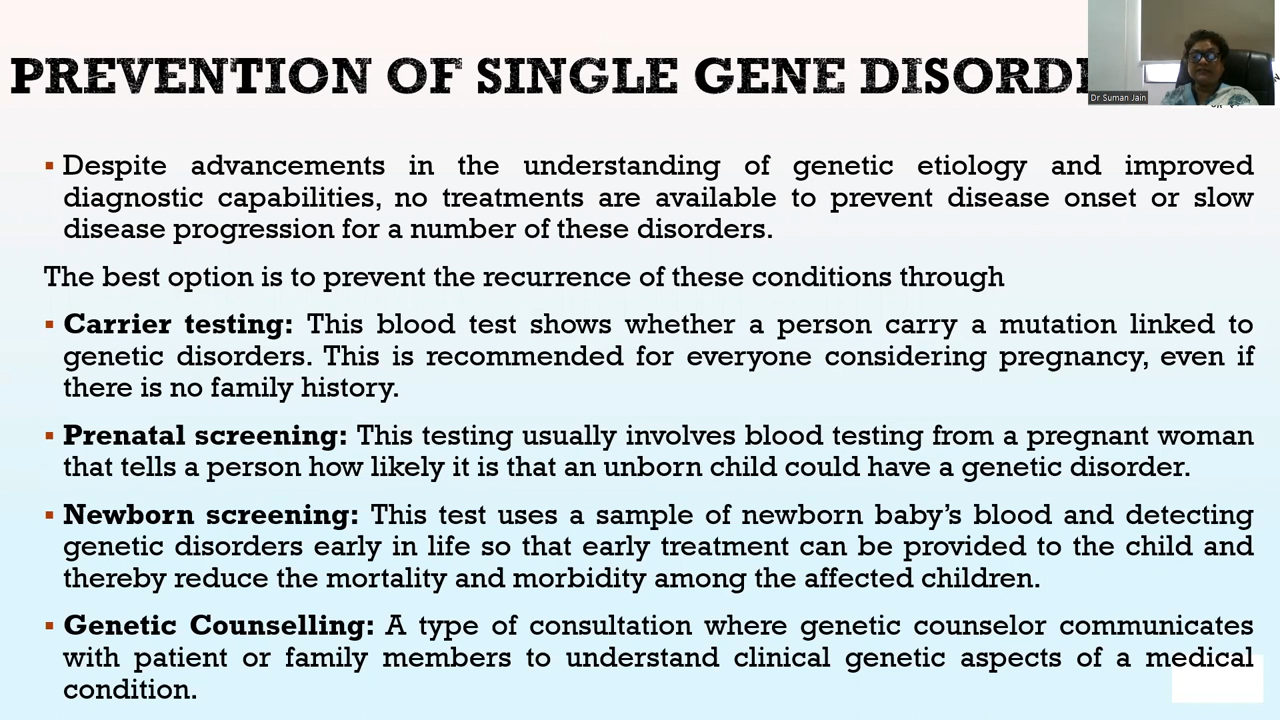 PREVENTION OF SINGLE GENE
Dr Suman Jain
▪ Despite advancements in the understanding of genetic etiology and improved
diagnostic capabilities, no treatments are available to prevent disease onset or slow
disease progression for a number of these disorders.
The best option is to prevent the recurrence of these conditions through
▪ Carrier testing: This blood test shows whether a person carry a mutation linked to
genetic disorders. This is recommended for everyone considering pregnancy, even if
there is no family history.
▪ Prenatal screening: This testing usually involves blood testing from a pregnant woman
that tells a person how likely it is that an unborn child could have a genetic disorder.
▪ Newborn screening: This test uses a sample of newborn baby’s blood and detecting
genetic disorders early in life so that early treatment can be provided to the child and
thereby reduce the mortality and morbidity among the affected children.
▪ Genetic Counselling: A type of consultation where genetic counselor communicates
with patient or family members to understand clinical genetic aspects of a medical
condition.